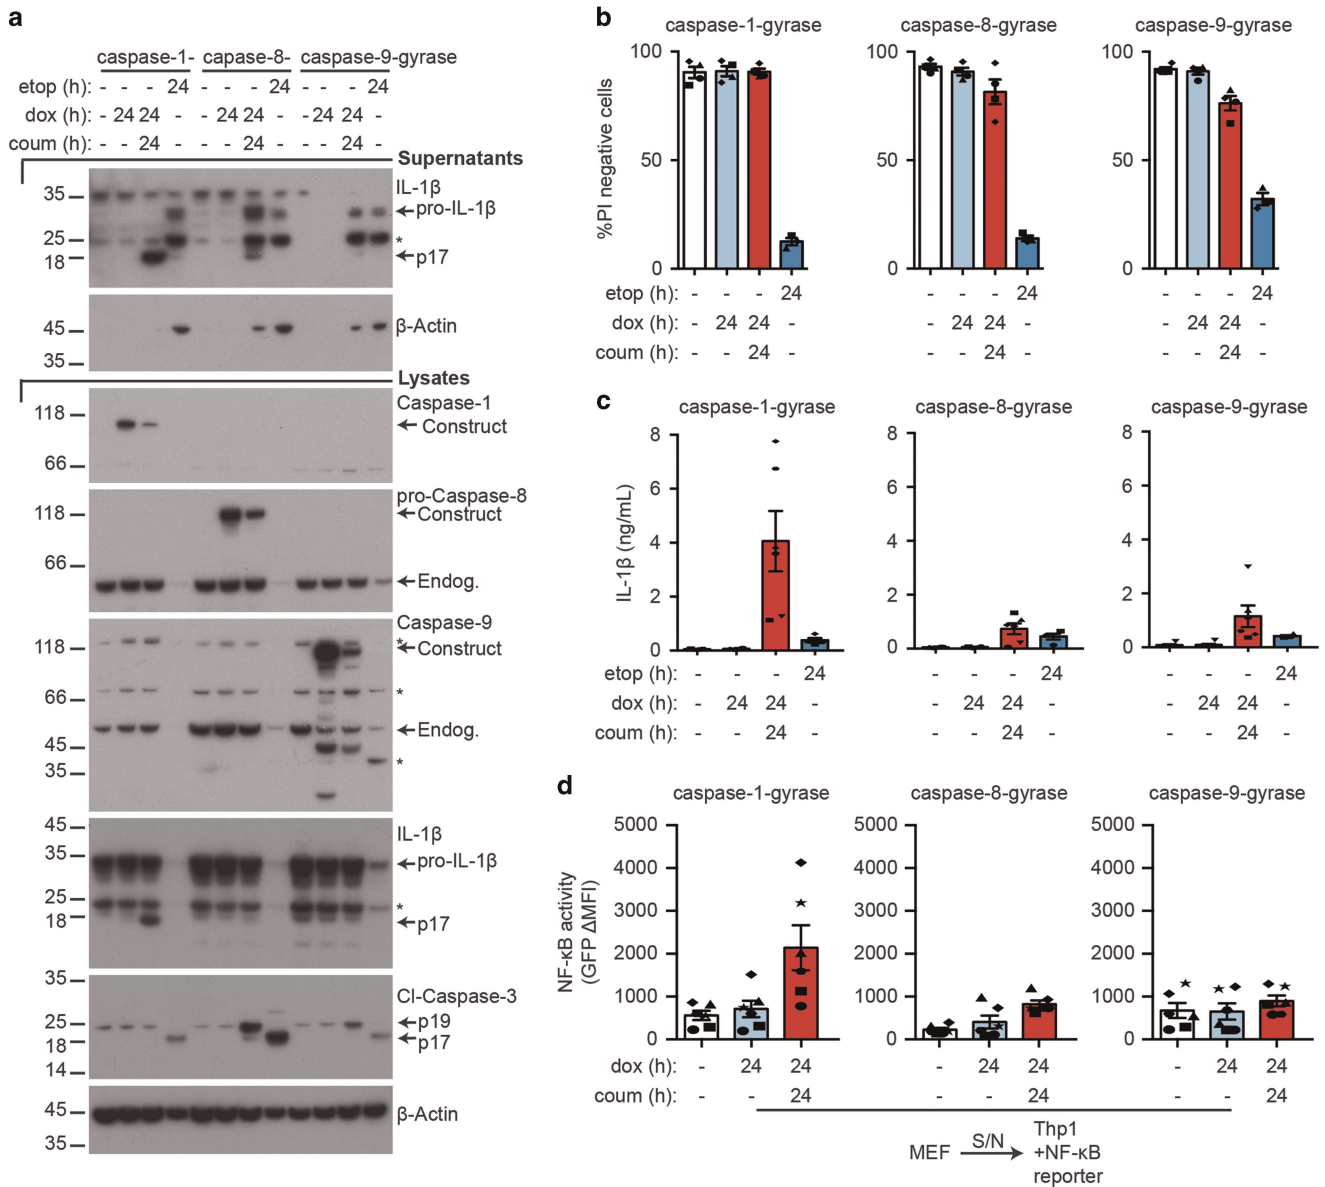 a
caspase-1- capase-8- caspase-9-gyrase
etop (h): - - - 24 - - - 24 - - - 24
dox (h): - 24 24 - - 24 24 - - 24 24 -
coum (h): - - 24 - - - 24 - - - 24 -
Supernatants
35 IL-1β
pro-IL-1β
25 *
18 p17
45 β-Actin
35
Lysates
Caspase-1
118 Construct
66
pro-Caspase-8
118 Construct
66
Endog.
Caspase-9
*
118 Construct
66 *
Endog.
45
35 *
45 IL-1β
35 pro-IL-1β
25 *
18 p17
35
Cl-Caspase-3
25 p19
18 p17
14
45 β-Actin
35
b
caspase-1-gyrase caspase-8-gyrase caspase-9-gyrase
%PI negative cells
100 100 100
50 50 50
0 0 0
etop (h): - - - 24 - - - 24 - - - 24
dox (h): - 24 24 - - 24 24 - - 24 24 -
coum (h): - - 24 - - - 24 - - - 24 -
c
caspase-1-gyrase caspase-8-gyrase caspase-9-gyrase
IL-1β (ng/mL)
8 8 8
6 6 6
4 4 4
2 2 2
0 0 0
etop (h): - - - 24 - - - 24 - - - 24
dox (h): - 24 24 - - 24 24 - - 24 24 -
coum (h): - - 24 - - - 24 - - - 24 -
d
caspase-1-gyrase caspase-8-gyrase caspase-9-gyrase
NF-κB activity
(GFP ΔMFI)
5000 5000 5000
4000 4000 4000
3000 3000 3000
2000 2000 2000
1000 1000 1000
0 0 0
dox (h): - 24 24 - 24 24 - 24 24
coum (h): - - 24 - - 24 - - 24
MEF S/N Thp1
+NF-κB
reporter